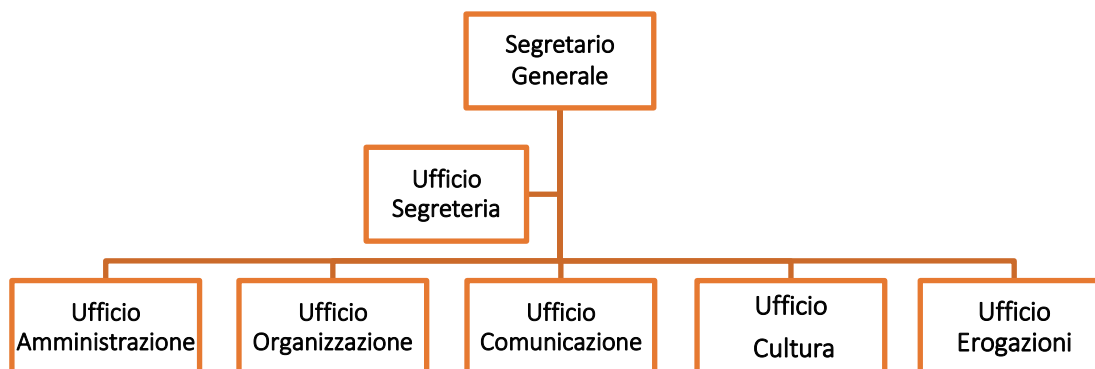 Segretario
Generale
Ufficio
Segreteria
Ufficio
Amministrazione
Ufficio
Organizzazione
Ufficio
Comunicazione
Ufficio
Cultura
Ufficio
Erogazioni